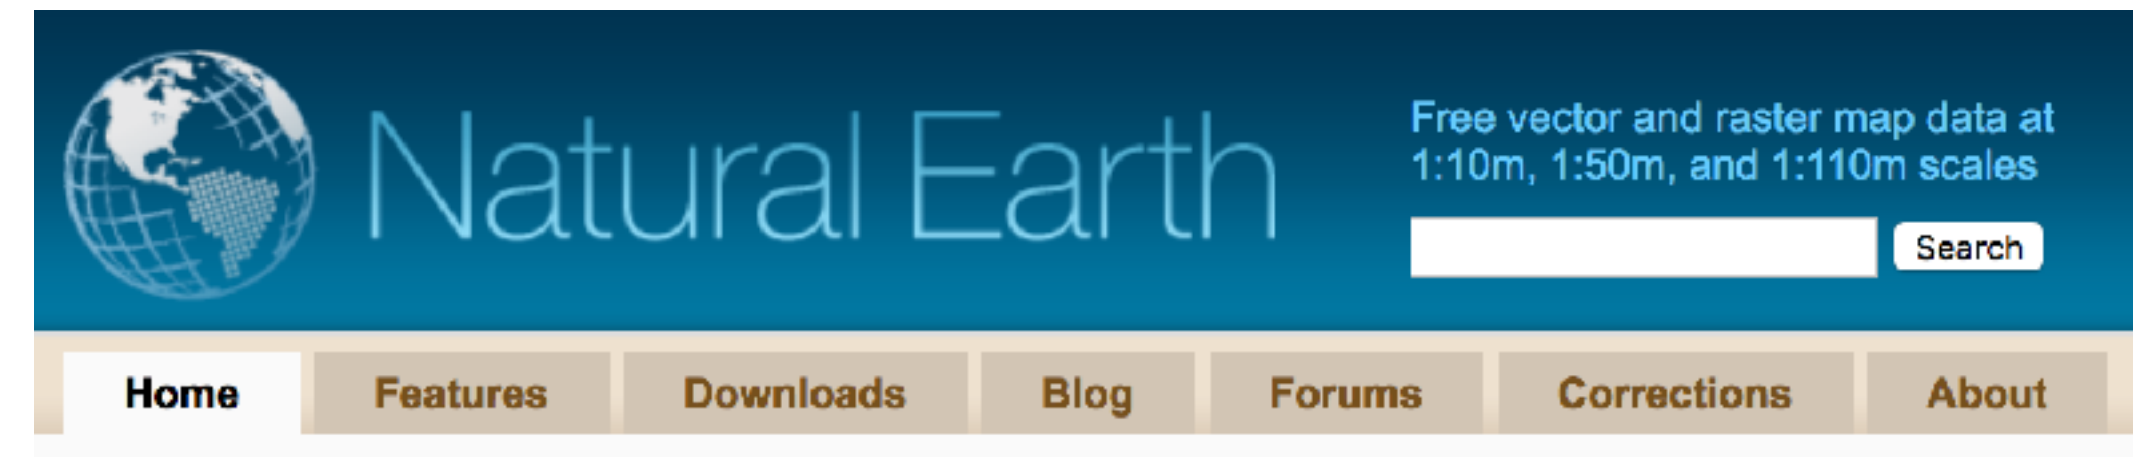 Natural Earth
Free vector and raster map data at
1:10m, 1:50m, and 1:110m scales
Search
Home Features Downloads Blog Forums Corrections About